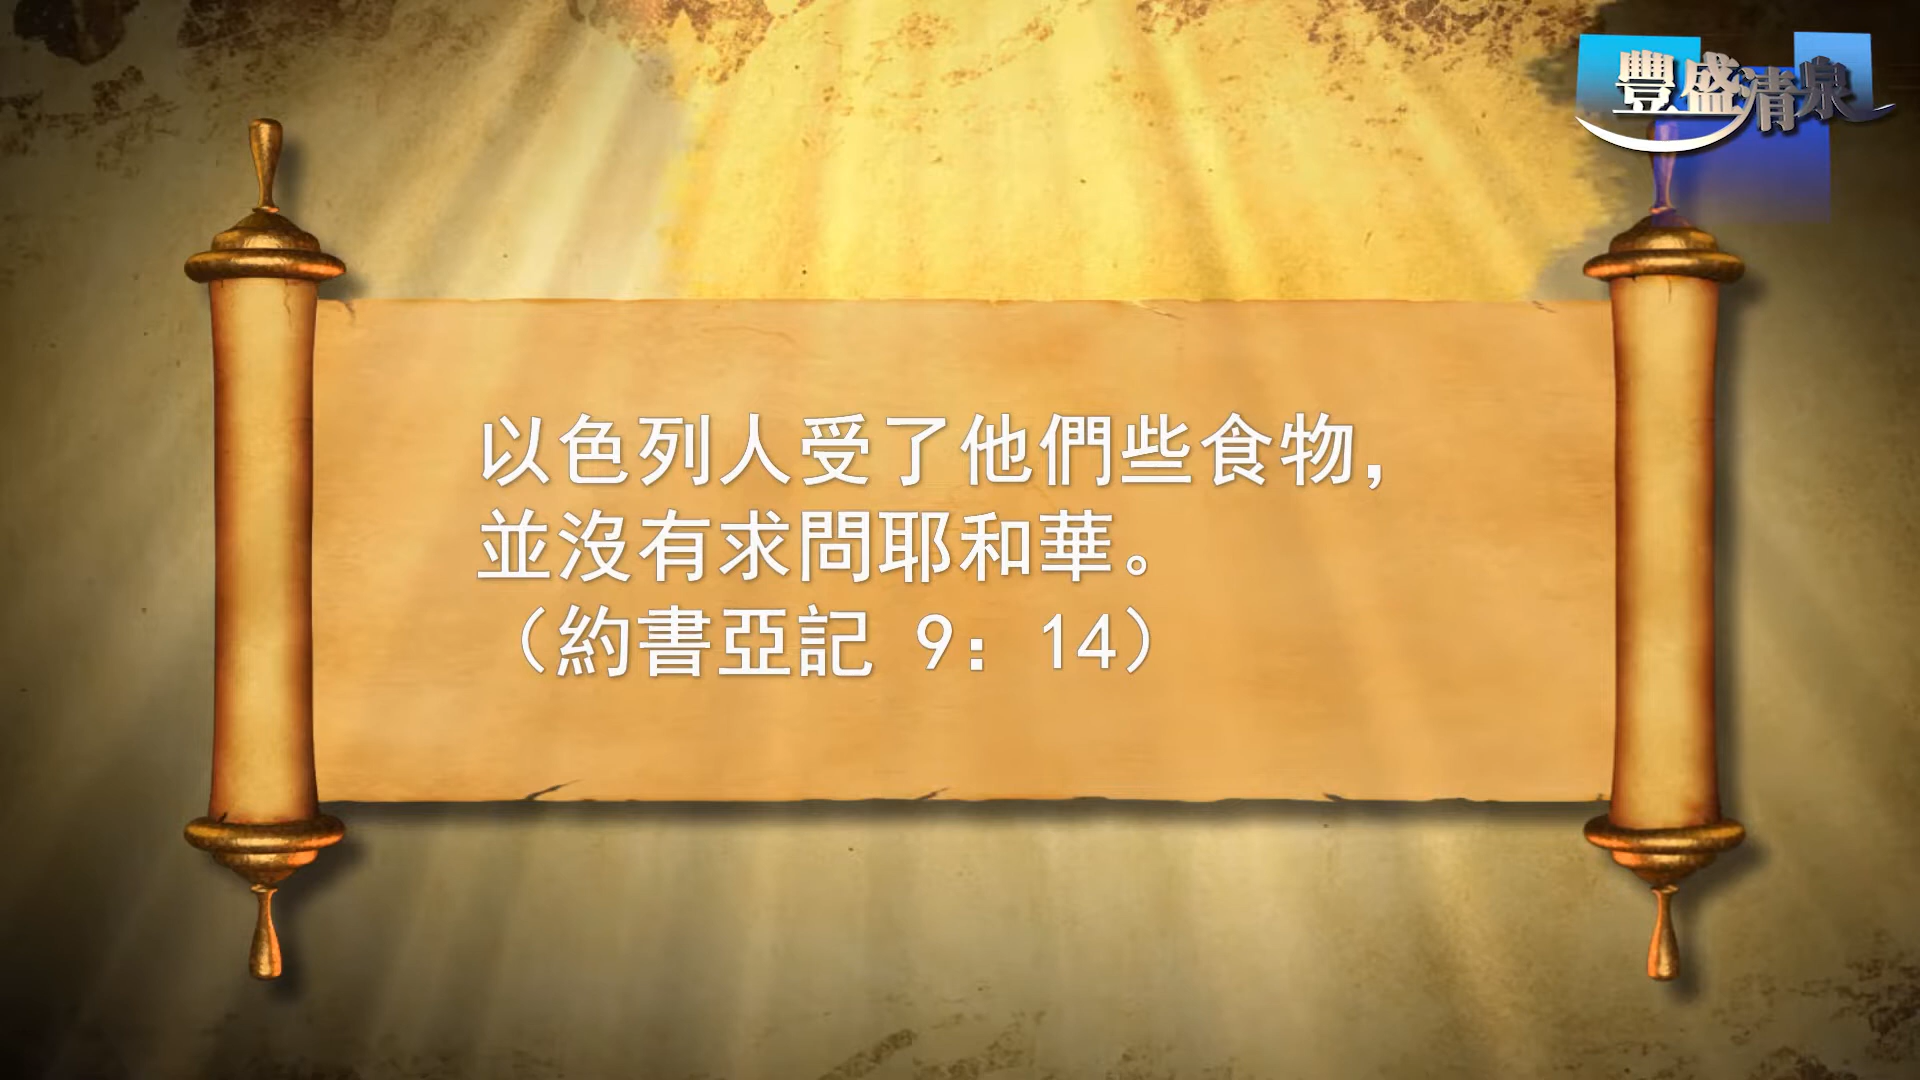 豐盛清泉
以色列人受了他們些食物，
並沒有求問耶和華。
（約書亞記 9：14）